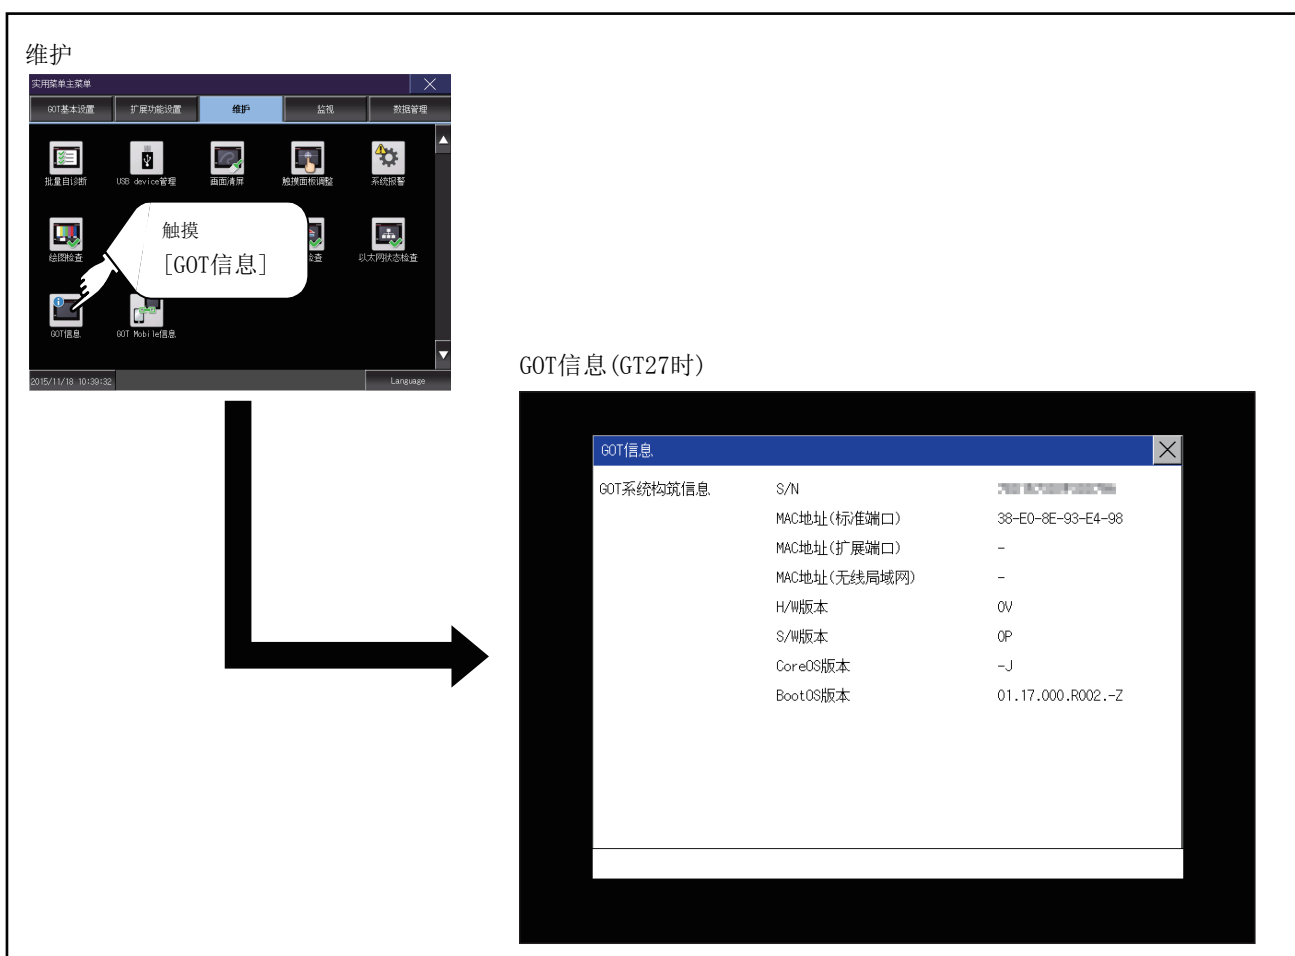 维护
实用菜单主菜单
GOT基本设置 扩展功能设置 维护 监视 数据管理
批量自诊断 USB device管理 画面清屏 触摸面板调整 系统报警
触摸
[GOT信息]
绘图检查 检查 以太网状态检查
GOT信息 GOT Mobile信息
2015/11/18 10:39:32 Language
GOT信息(GT27时)
GOT信息
GOT系统构筑信息 S/N
MAC地址(标准端口) 38-E0-8E-93-E4-98
MAC地址(扩展端口) -
MAC地址(无线局域网) -
H/W版本 0V
S/W版本 0P
CoreOS版本 -J
BootOS版本 01.17.000.R002.-Z